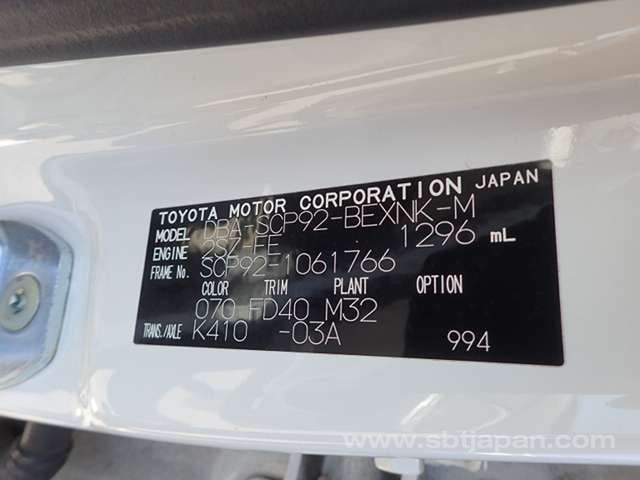 TOYOTA MOTOR CORPORATION JAPAN
MODEL DBA-SCP92-BEXNK-M
ENGINE 2SZ-FE 1296 mL
FRAME No. SCP92-1061766
COLOR TRIM PLANT OPTION
070 FD40 M32
TRANS./AXLE K410 -03A 994
www.sbtjapan.com